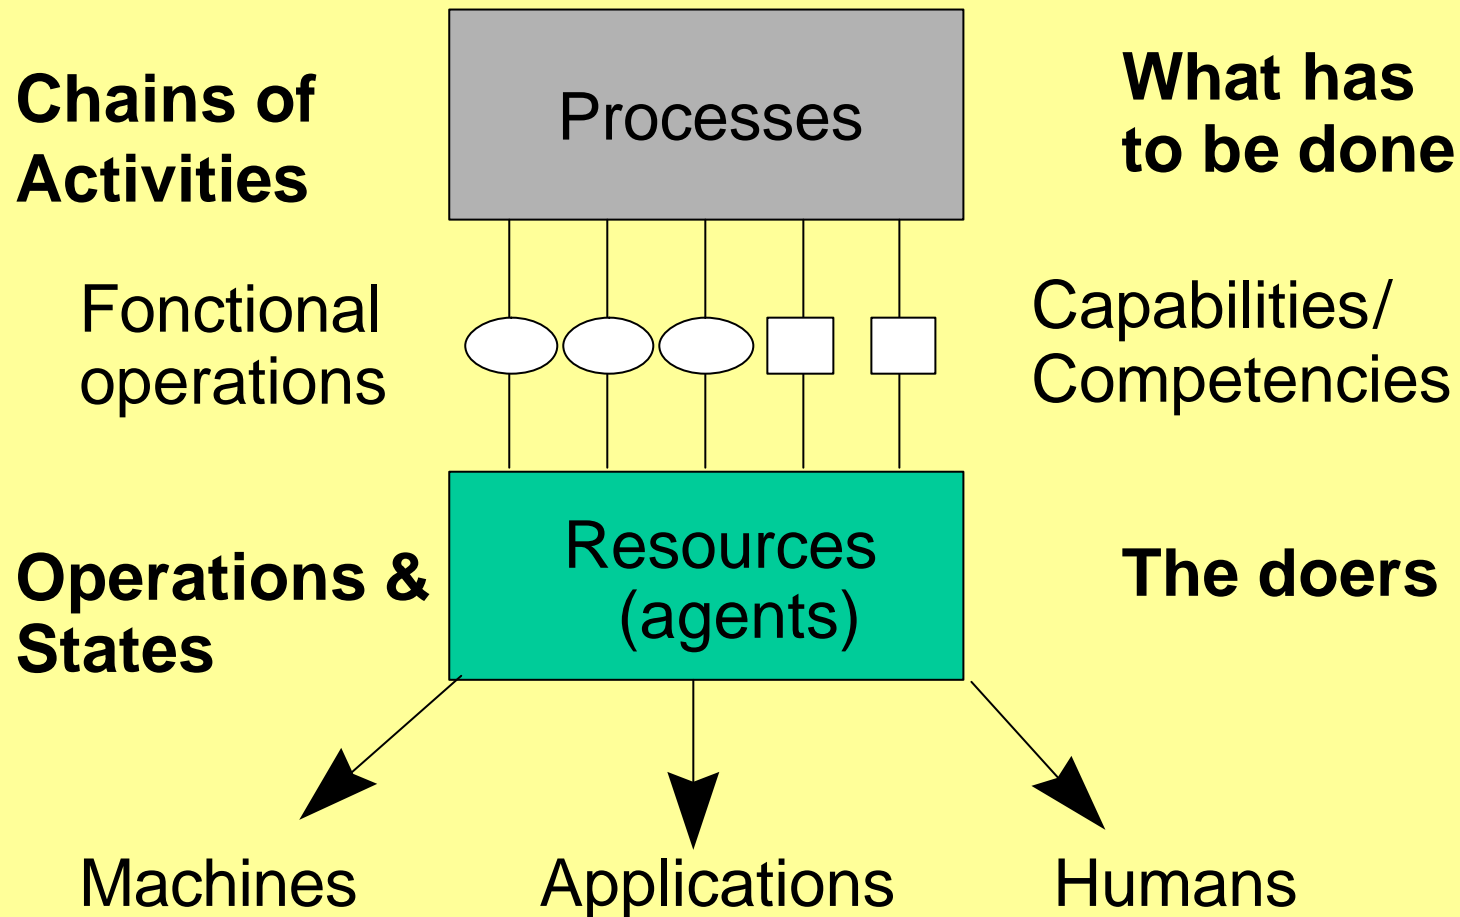 Chains of
Activities
Processes
What has
to be done
Fonctional
operations
Capabilities/
Competencies
Operations &
States
Resources
(agents)
The doers
Machines
Applications
Humans